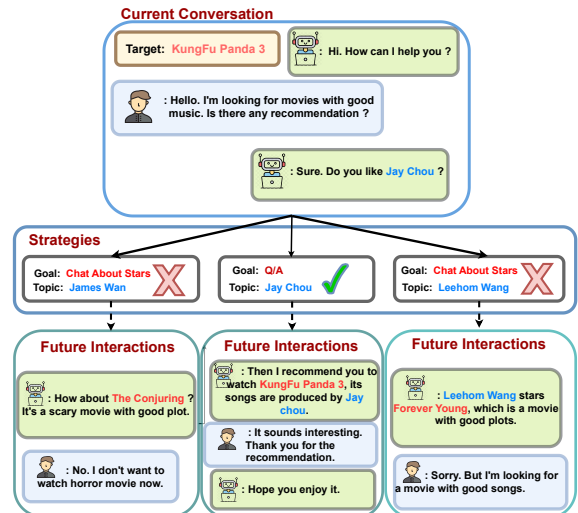 Current Conversation
Target: KungFu Panda 3
: Hi. How can I help you ?
: Hello. I'm looking for movies with good
music. Is there any recommendation ?
: Sure. Do you like Jay Chou ?
Strategies
Goal: Chat About Stars
Topic: James Wan
Goal: Q/A
Topic: Jay Chou
Goal: Chat About Stars
Topic: Leehom Wang
Future Interactions
: How about The Conjuring ?
It's a scary movie with good plot.
: No. I don't want to
watch horror movie now.
Future Interactions
: Then I recommend you to
watch KungFu Panda 3, its
songs are produced by Jay
chou.
: It sounds interesting.
Thank you for the
recommendation.
: Hope you enjoy it.
Future Interactions
: Leehom Wang stars
Forever Young, which is a movie
with good plots.
: Sorry. But I'm looking for
a movie with good songs.